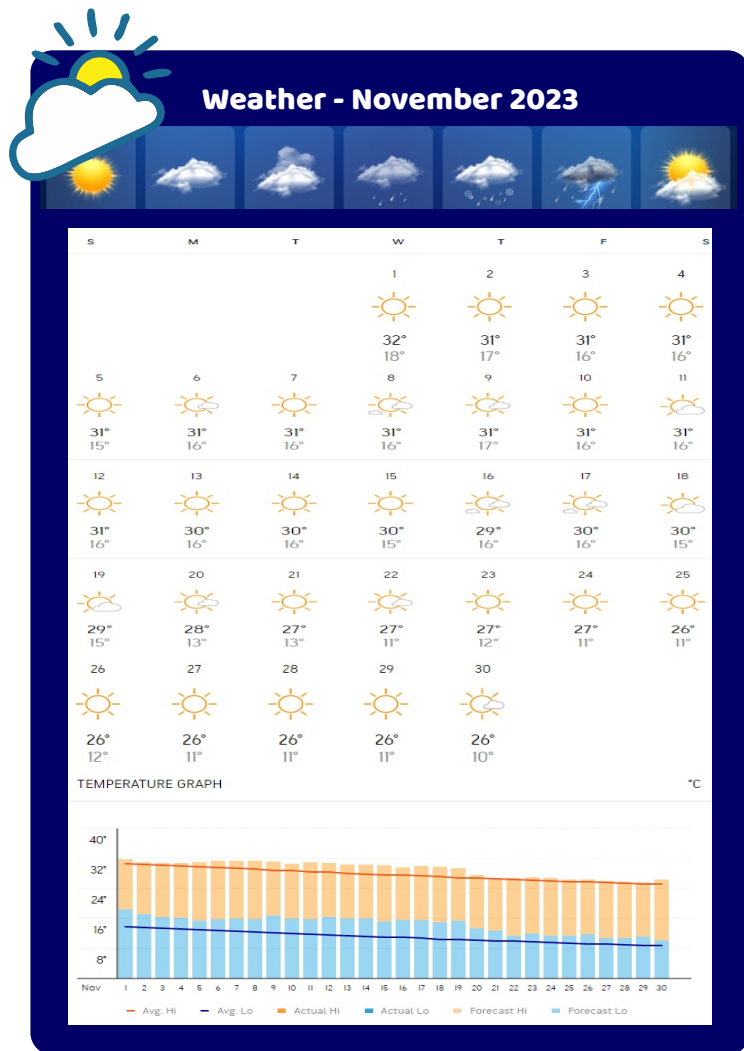 Weather - November 2023
S M T W T F S
1 2 3 4
32° 31° 31° 31°
18° 17° 16° 16°
5 6 7 8 9 10 11
31° 31° 31° 31° 31° 31° 31°
15° 16° 16° 16° 17° 16° 16°
12 13 14 15 16 17 18
31° 30° 30° 30° 29° 30° 30°
16° 16° 16° 15° 16° 16° 15°
19 20 21 22 23 24 25
29° 28° 27° 27° 27° 27° 26°
15° 13° 13° 11° 12° 11° 11°
26 27 28 29 30
26° 26° 26° 26° 26°
12° 11° 11° 11° 10°
TEMPERATURE GRAPH °C
40°
32°
24°
16°
8°
Nov 1 2 3 4 5 6 7 8 9 10 11 12 13 14 15 16 17 18 19 20 21 22 23 24 25 26 27 28 29 30
Avg. Hi Avg. Lo Actual Hi Actual Lo Forecast Hi Forecast Lo